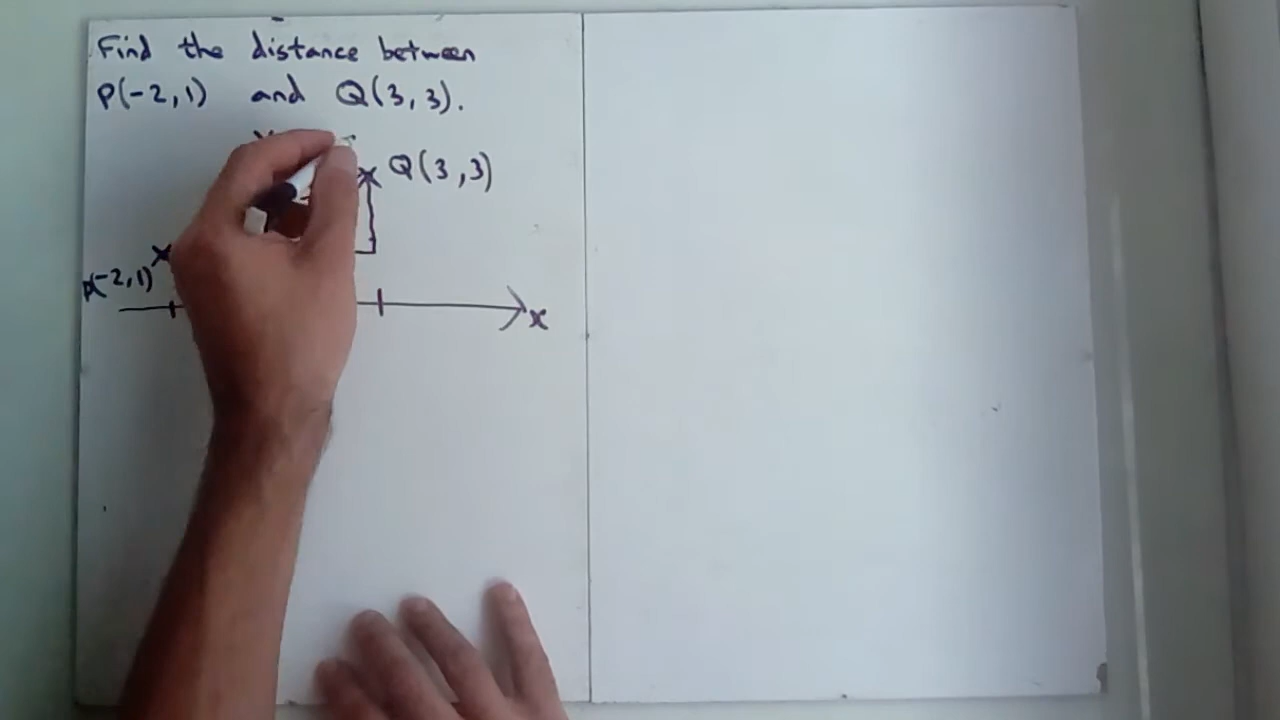 Find the distance between
P(-2,1) and Q(3,3).
Q(3,3)
P(-2,1)
x